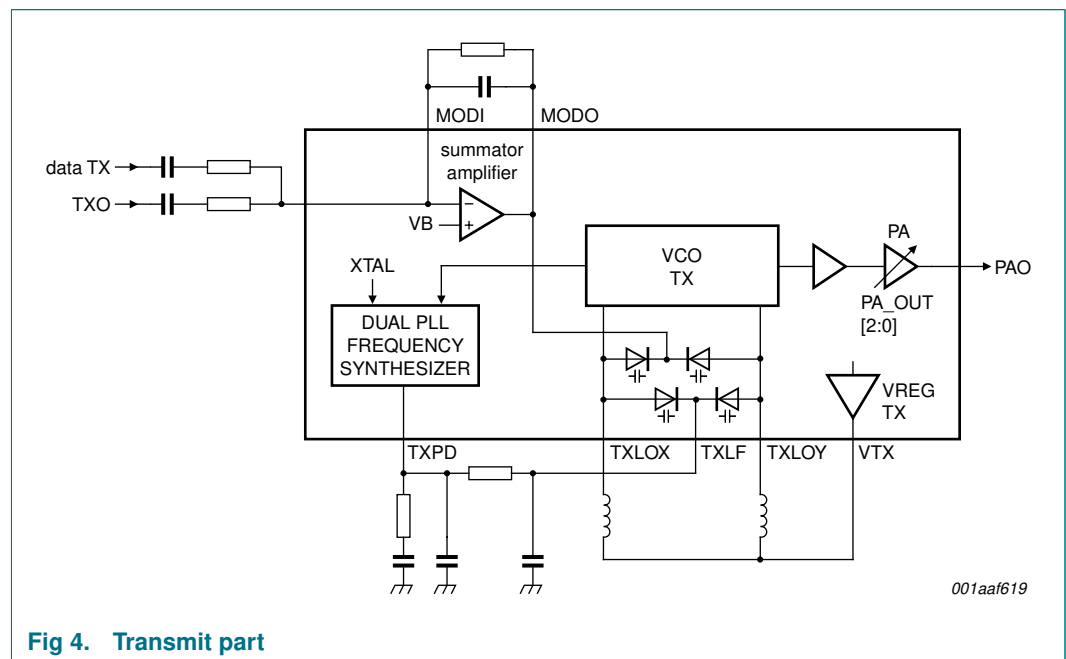 MODI
MODO
summator
amplifier
data TX
TXO
VB
−
+
XTAL
VCO
TX
PA
PAO
PA_OUT
[2:0]
DUAL PLL
FREQUENCY
SYNTHESIZER
VREG
TX
TXPD
TXLOX
TXLF
TXLOY
VTX
001aaf619
Fig 4. Transmit part